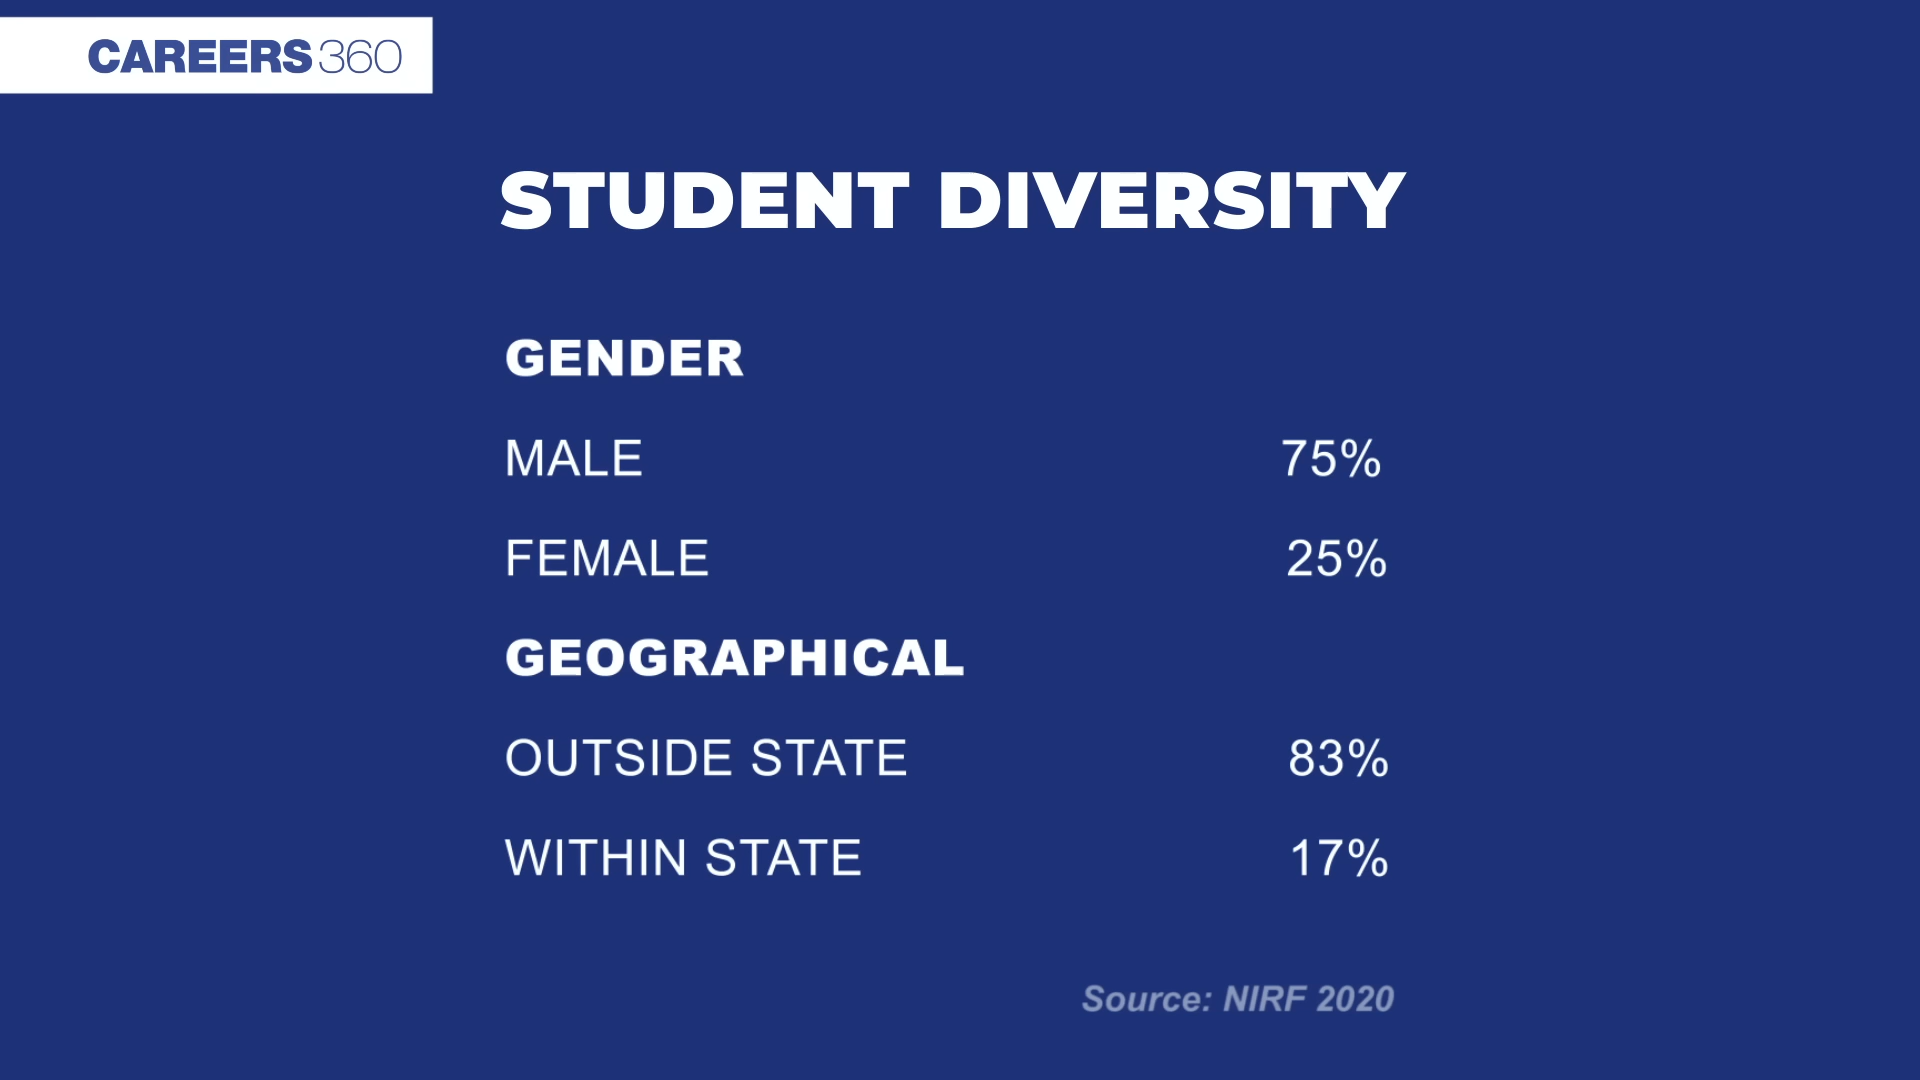 CAREERS360
STUDENT DIVERSITY
GENDER
MALE 75%
FEMALE 25%
GEOGRAPHICAL
OUTSIDE STATE 83%
WITHIN STATE 17%
Source: NIRF 2020